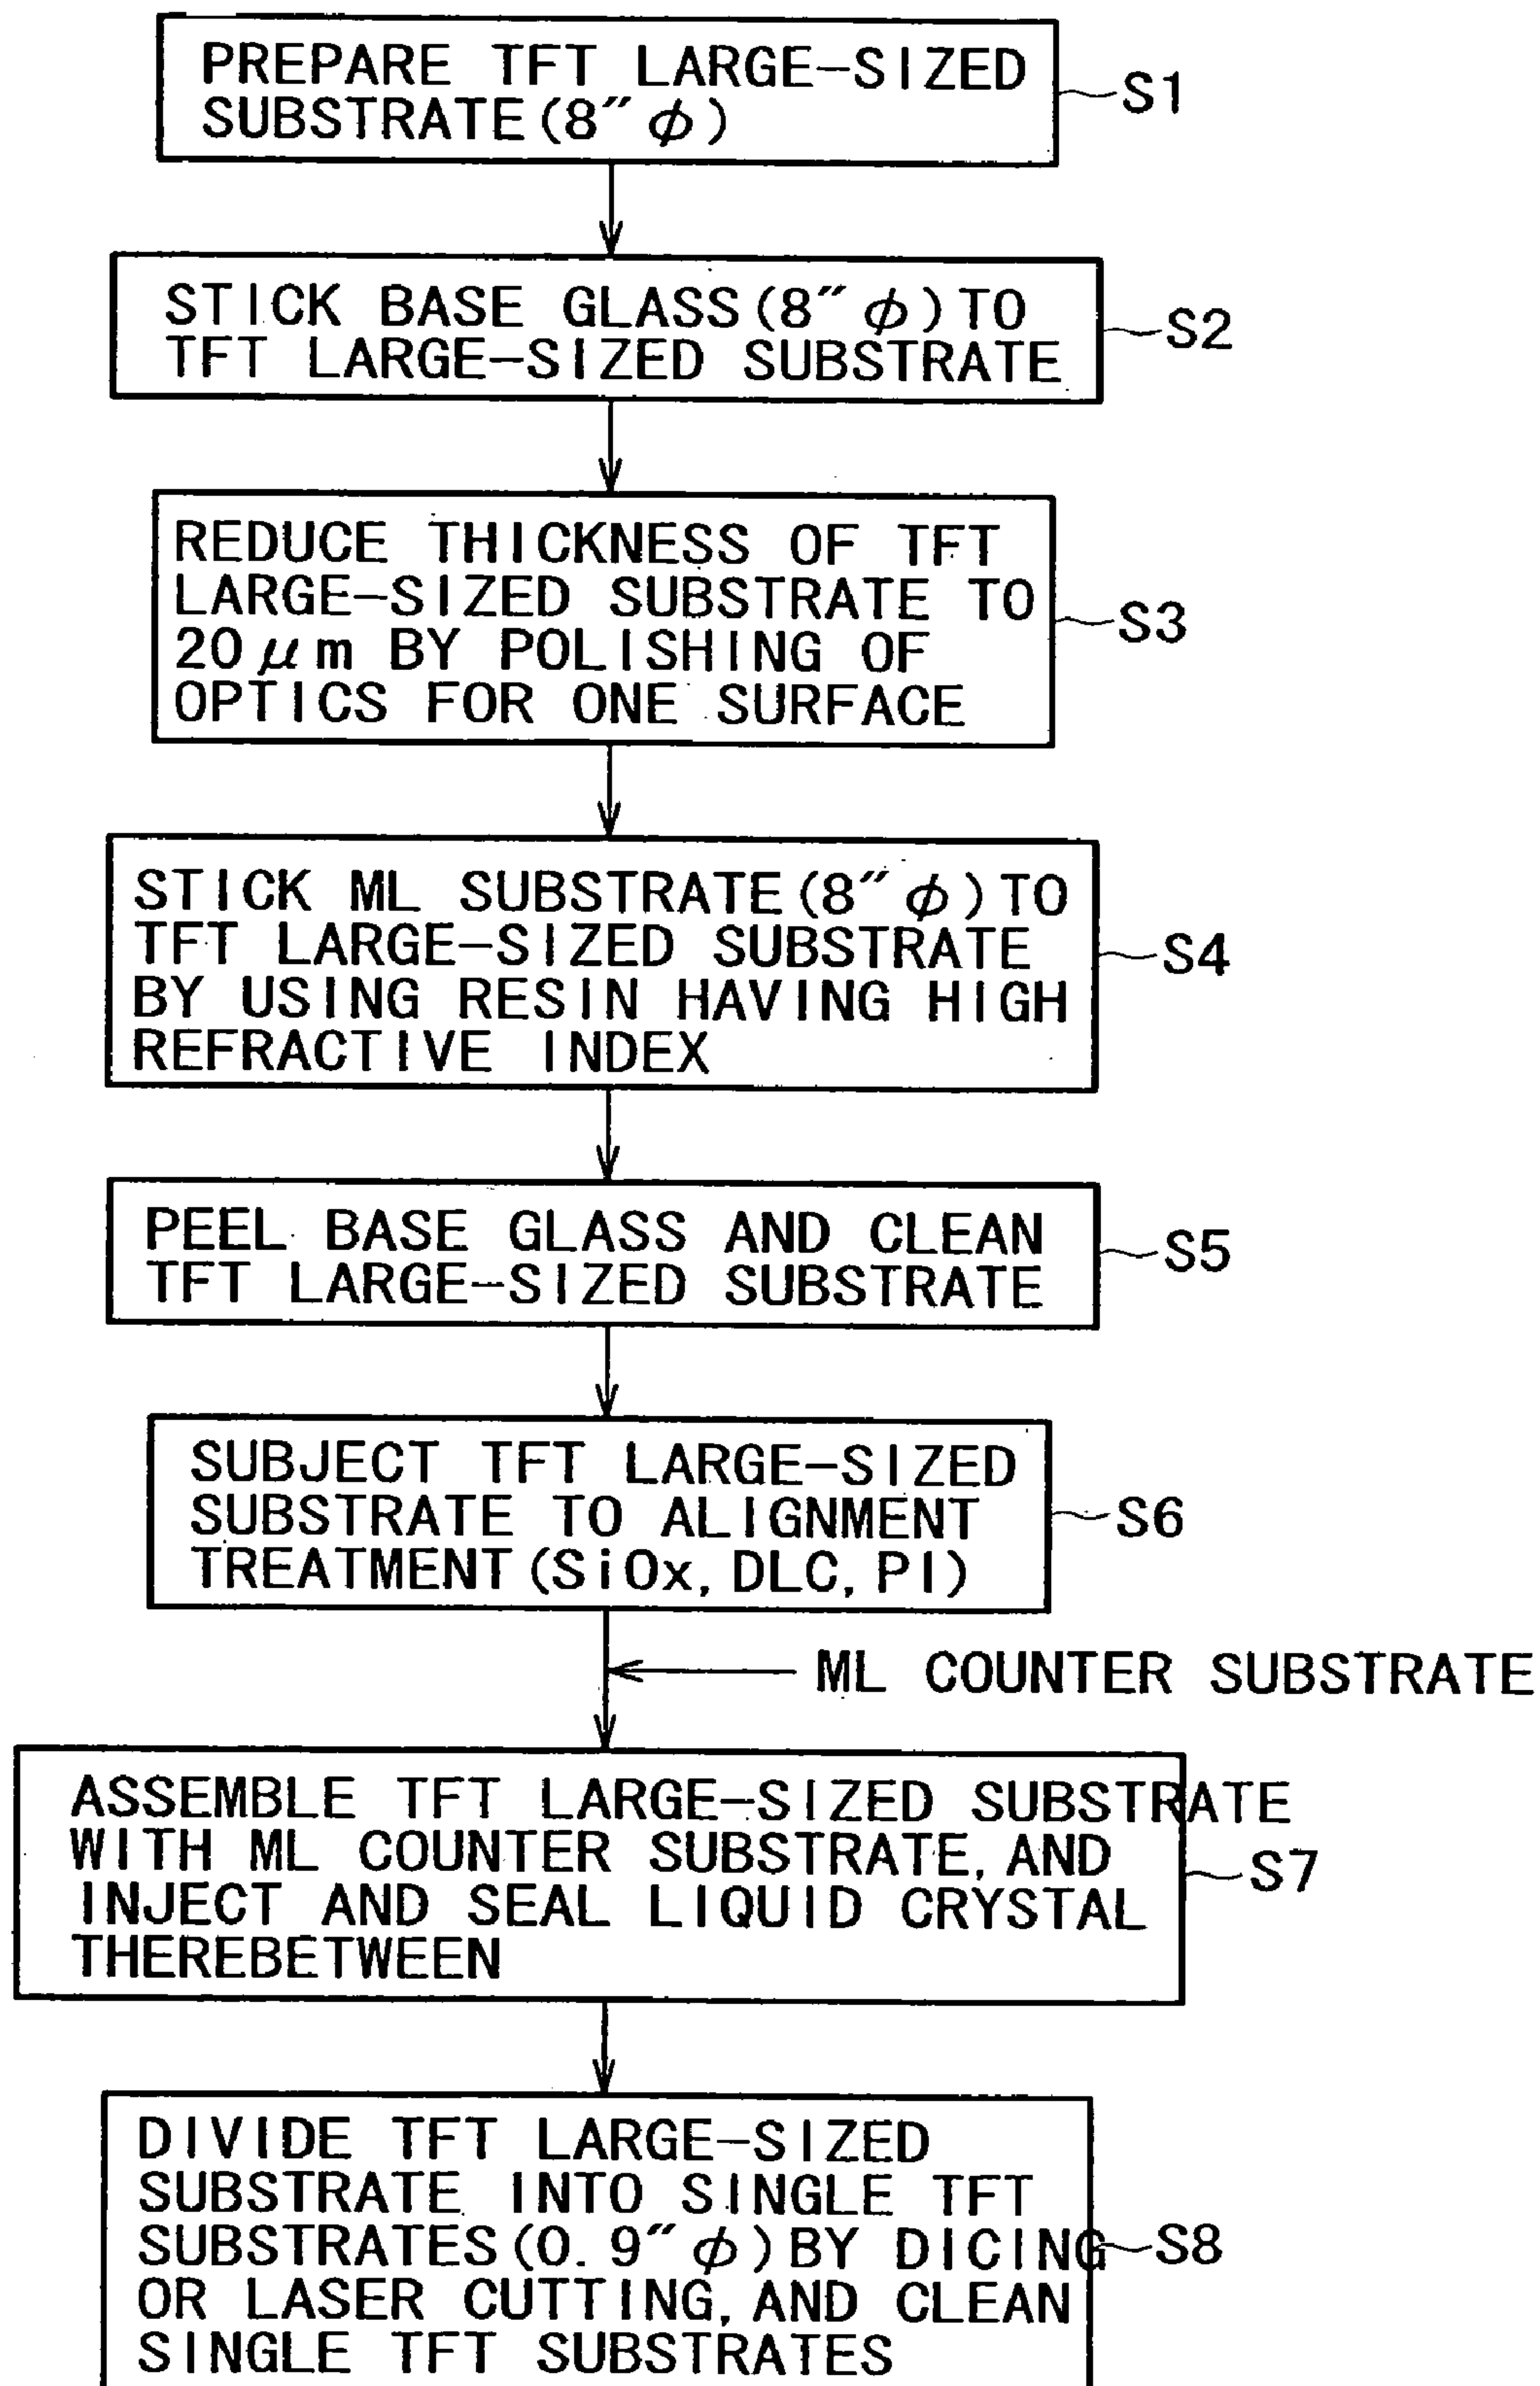 PREPARE TFT LARGE-SIZED
SUBSTRATE(8″φ)
S1
STICK BASE GLASS(8″φ)TO
TFT LARGE-SIZED SUBSTRATE
S2
REDUCE THICKNESS OF TFT
LARGE-SIZED SUBSTRATE TO
20μm BY POLISHING OF
OPTICS FOR ONE SURFACE
S3
STICK ML SUBSTRATE(8″φ)TO
TFT LARGE-SIZED SUBSTRATE
BY USING RESIN HAVING HIGH
REFRACTIVE INDEX
S4
PEEL BASE GLASS AND CLEAN
TFT LARGE-SIZED SUBSTRATE
S5
SUBJECT TFT LARGE-SIZED
SUBSTRATE TO ALIGNMENT
TREATMENT(SiOx, DLC, PI)
S6
ML COUNTER SUBSTRATE
ASSEMBLE TFT LARGE-SIZED SUBSTRATE
WITH ML COUNTER SUBSTRATE, AND
INJECT AND SEAL LIQUID CRYSTAL
THEREBETWEEN
S7
DIVIDE TFT LARGE-SIZED
SUBSTRATE INTO SINGLE TFT
SUBSTRATES(0.9″φ)BY DICING
OR LASER CUTTING, AND CLEAN
SINGLE TFT SUBSTRATES
S8